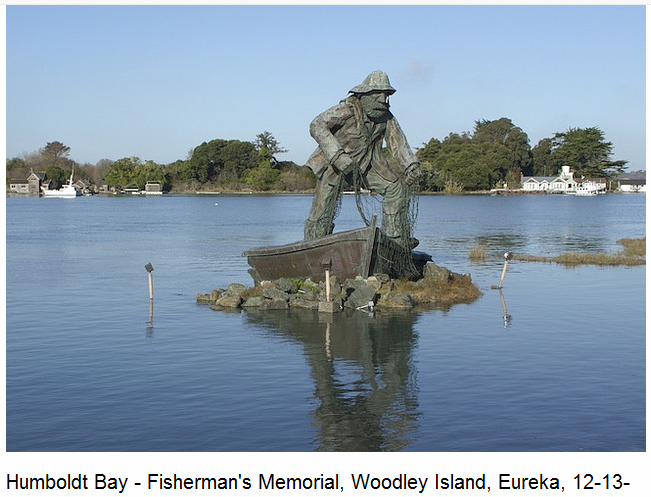 Humboldt Bay - Fisherman's Memorial, Woodley Island, Eureka, 12-13-